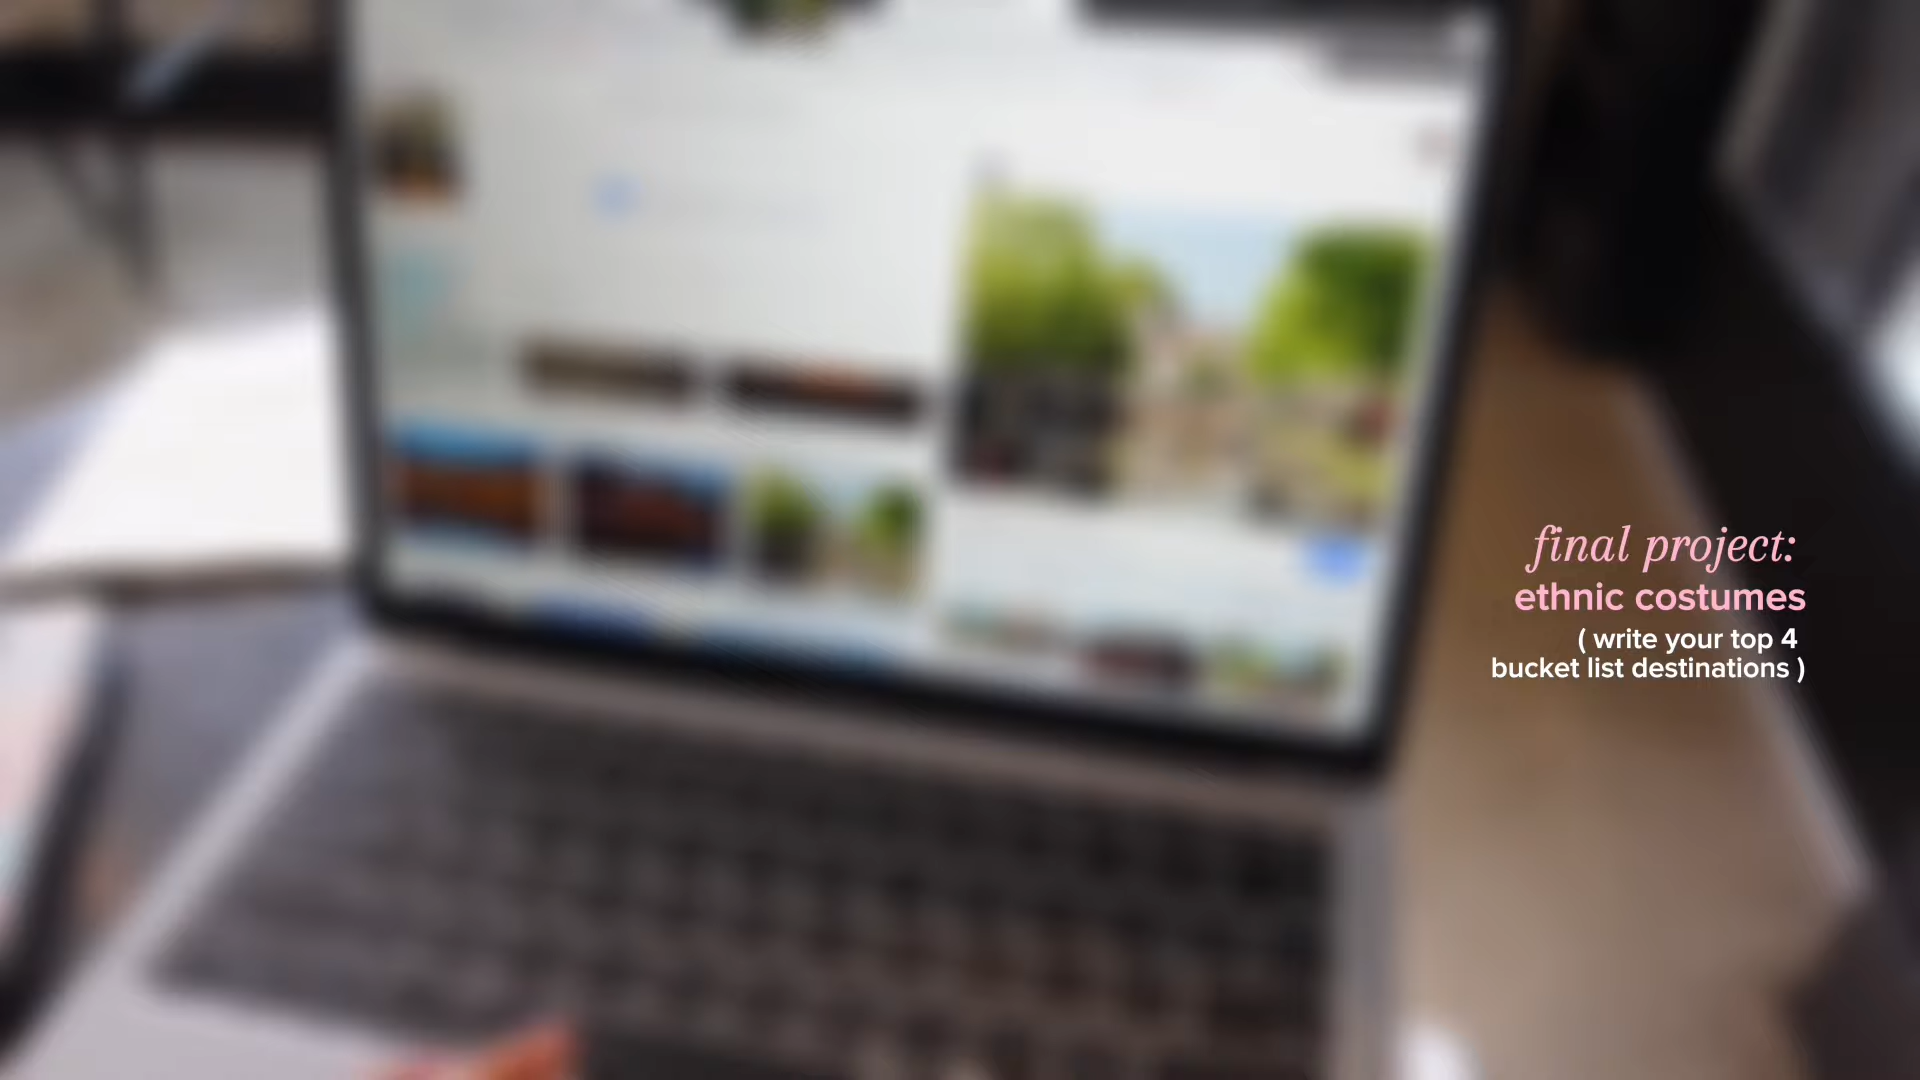 final project:
ethnic costumes
( write your top 4
bucket list destinations )